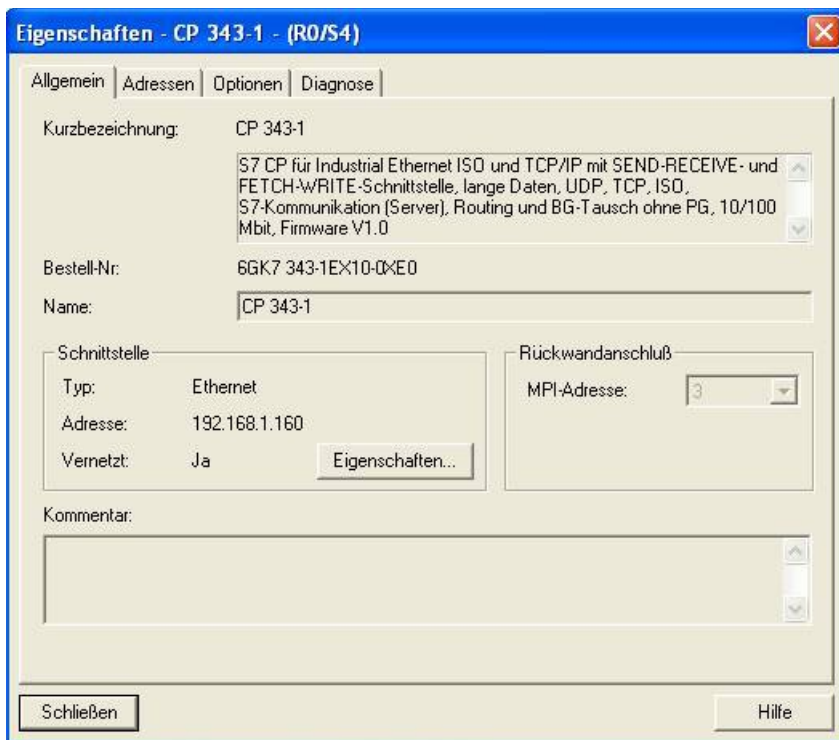 Eigenschaften - CP 343-1 - (R0/S4)
Allgemein Adressen Optionen Diagnose
Kurzbezeichnung: CP 343-1
S7 CP für Industrial Ethernet ISO und TCP/IP mit SEND-RECEIVE- und
FETCH-WRITE-Schnittstelle, lange Daten, UDP, TCP, ISO,
S7-Kommunikation (Server), Routing und BG-Tausch ohne PG, 10/100
Mbit, Firmware V1.0
Bestell-Nr: 6GK7 343-1EX10-0XE0
Name: CP 343-1
Schnittstelle
Typ: Ethernet
Adresse: 192.168.1.160
Vernetzt: Ja Eigenschaften...
Rückwandanschluß
MPI-Adresse: 3
Kommentar:
Schließen Hilfe